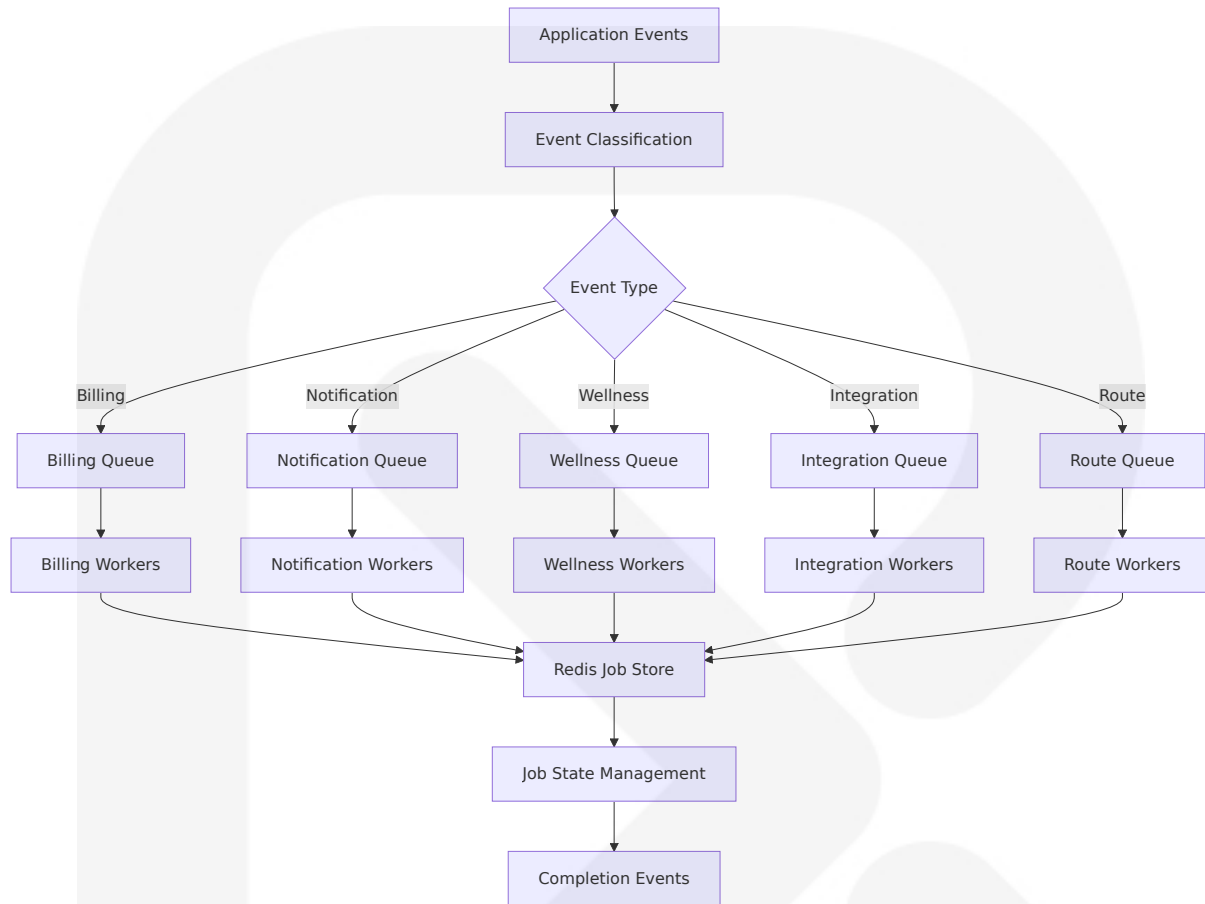 Application Events
Event Classification
Event Type
Billing
Notification
Wellness
Integration
Route
Billing Queue
Notification Queue
Wellness Queue
Integration Queue
Route Queue
Billing Workers
Notification Workers
Wellness Workers
Integration Workers
Route Workers
Redis Job Store
Job State Management
Completion Events